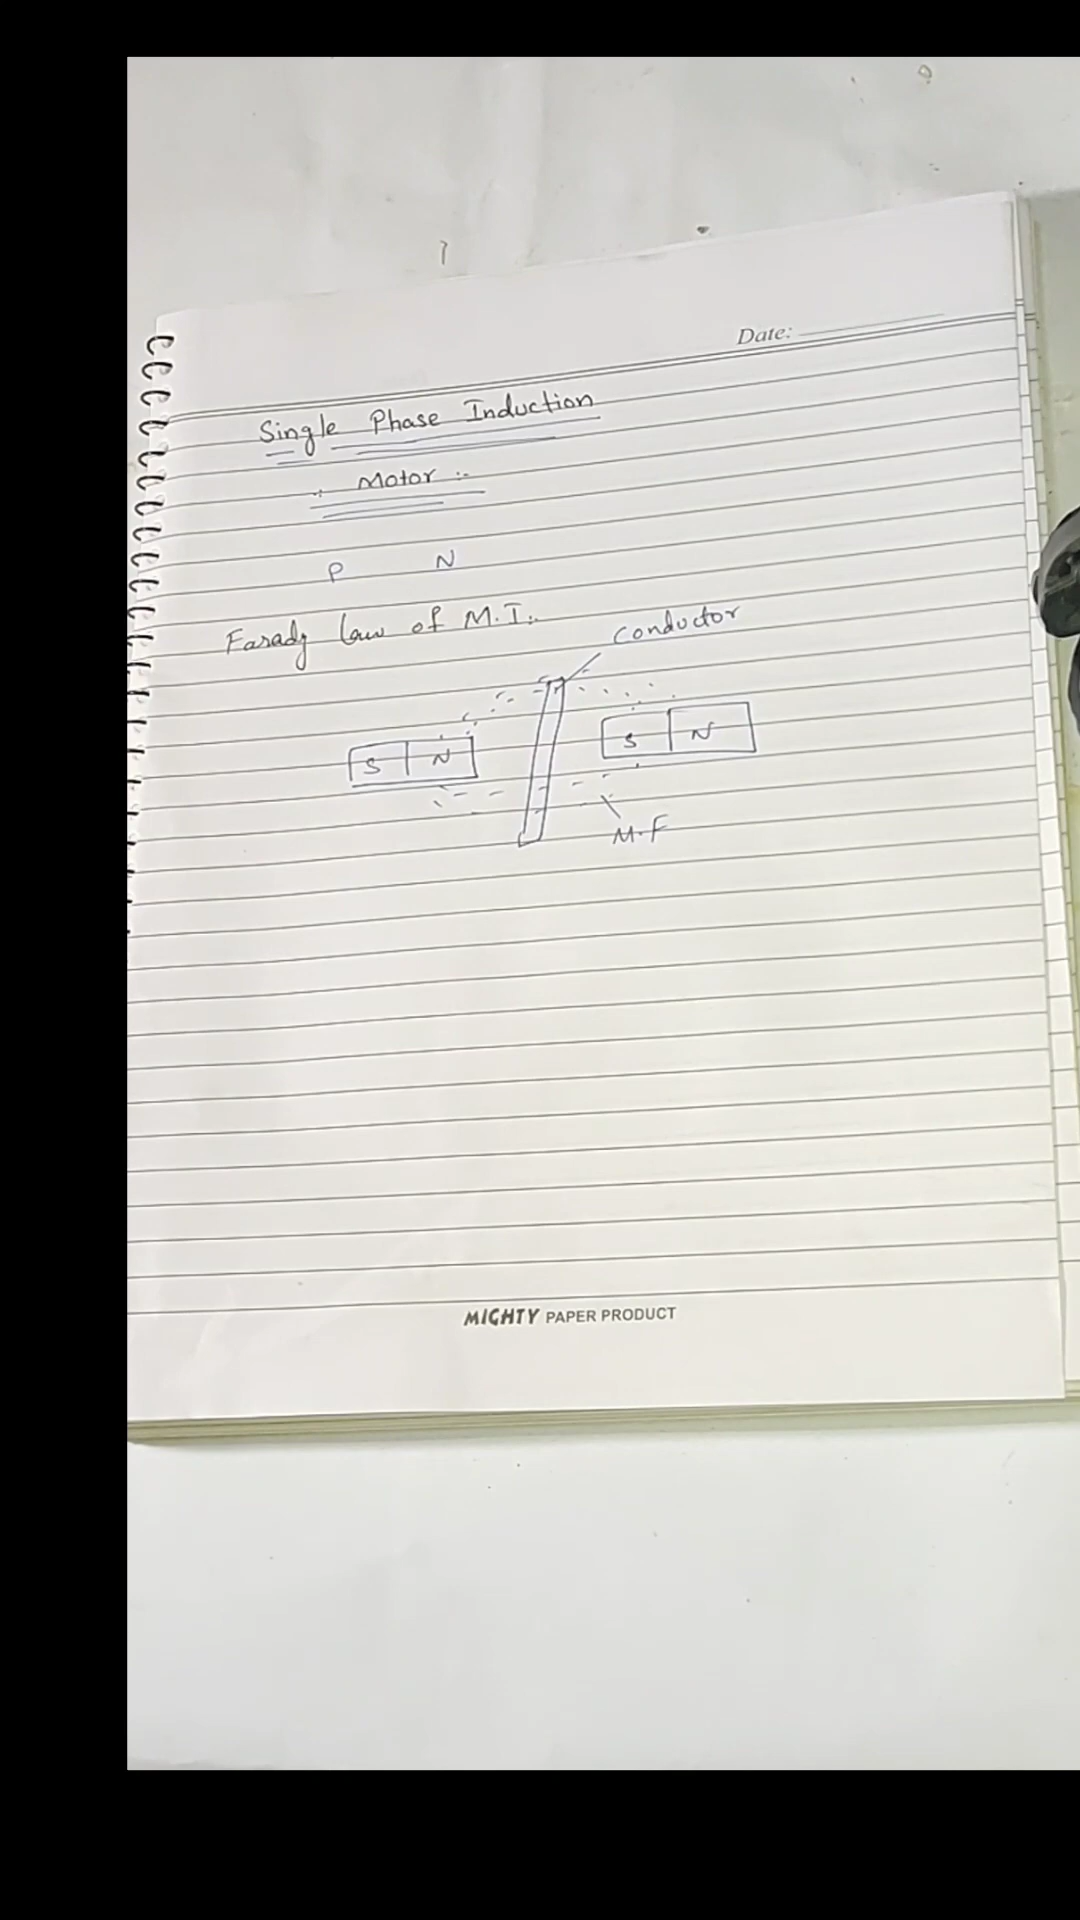 Date:
Single Phase Induction
Motor :-
P N
Farady law of M.I:.
Conductor
S N
S N
M.F
MIGHTY PAPER PRODUCT